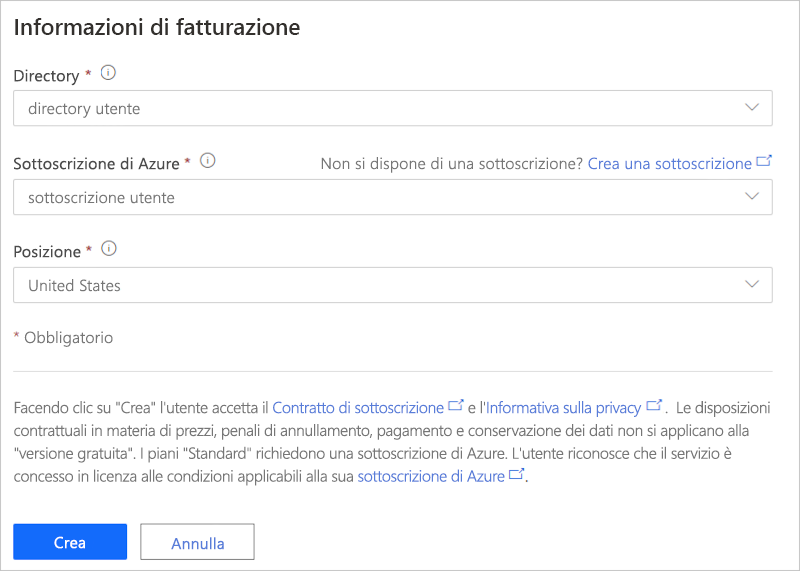 Informazioni di fatturazione
Directory *
directory utente
Sottoscrizione di Azure * Non si dispone di una sottoscrizione? Crea una sottoscrizione
sottoscrizione utente
Posizione *
United States
* Obbligatorio
Facendo clic su "Crea" l'utente accetta il Contratto di sottoscrizione e l'Informativa sulla privacy . Le disposizioni
contrattuali in materia di prezzi, penali di annullamento, pagamento e conservazione dei dati non si applicano alla
"versione gratuita". I piani "Standard" richiedono una sottoscrizione di Azure. L'utente riconosce che il servizio è
concesso in licenza alle condizioni applicabili alla sua sottoscrizione di Azure .
Crea Annulla